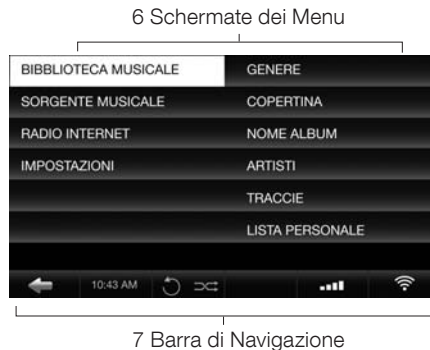 6 Schermate dei Menu
BIBBLIOTECA MUSICALE
GENERE
SORGENTE MUSICALE
COPERTINA
RADIO INTERNET
NOME ALBUM
IMPOSTAZIONI
ARTISTI
TRACCIE
LISTA PERSONALE
10:43 AM
7 Barra di Navigazione